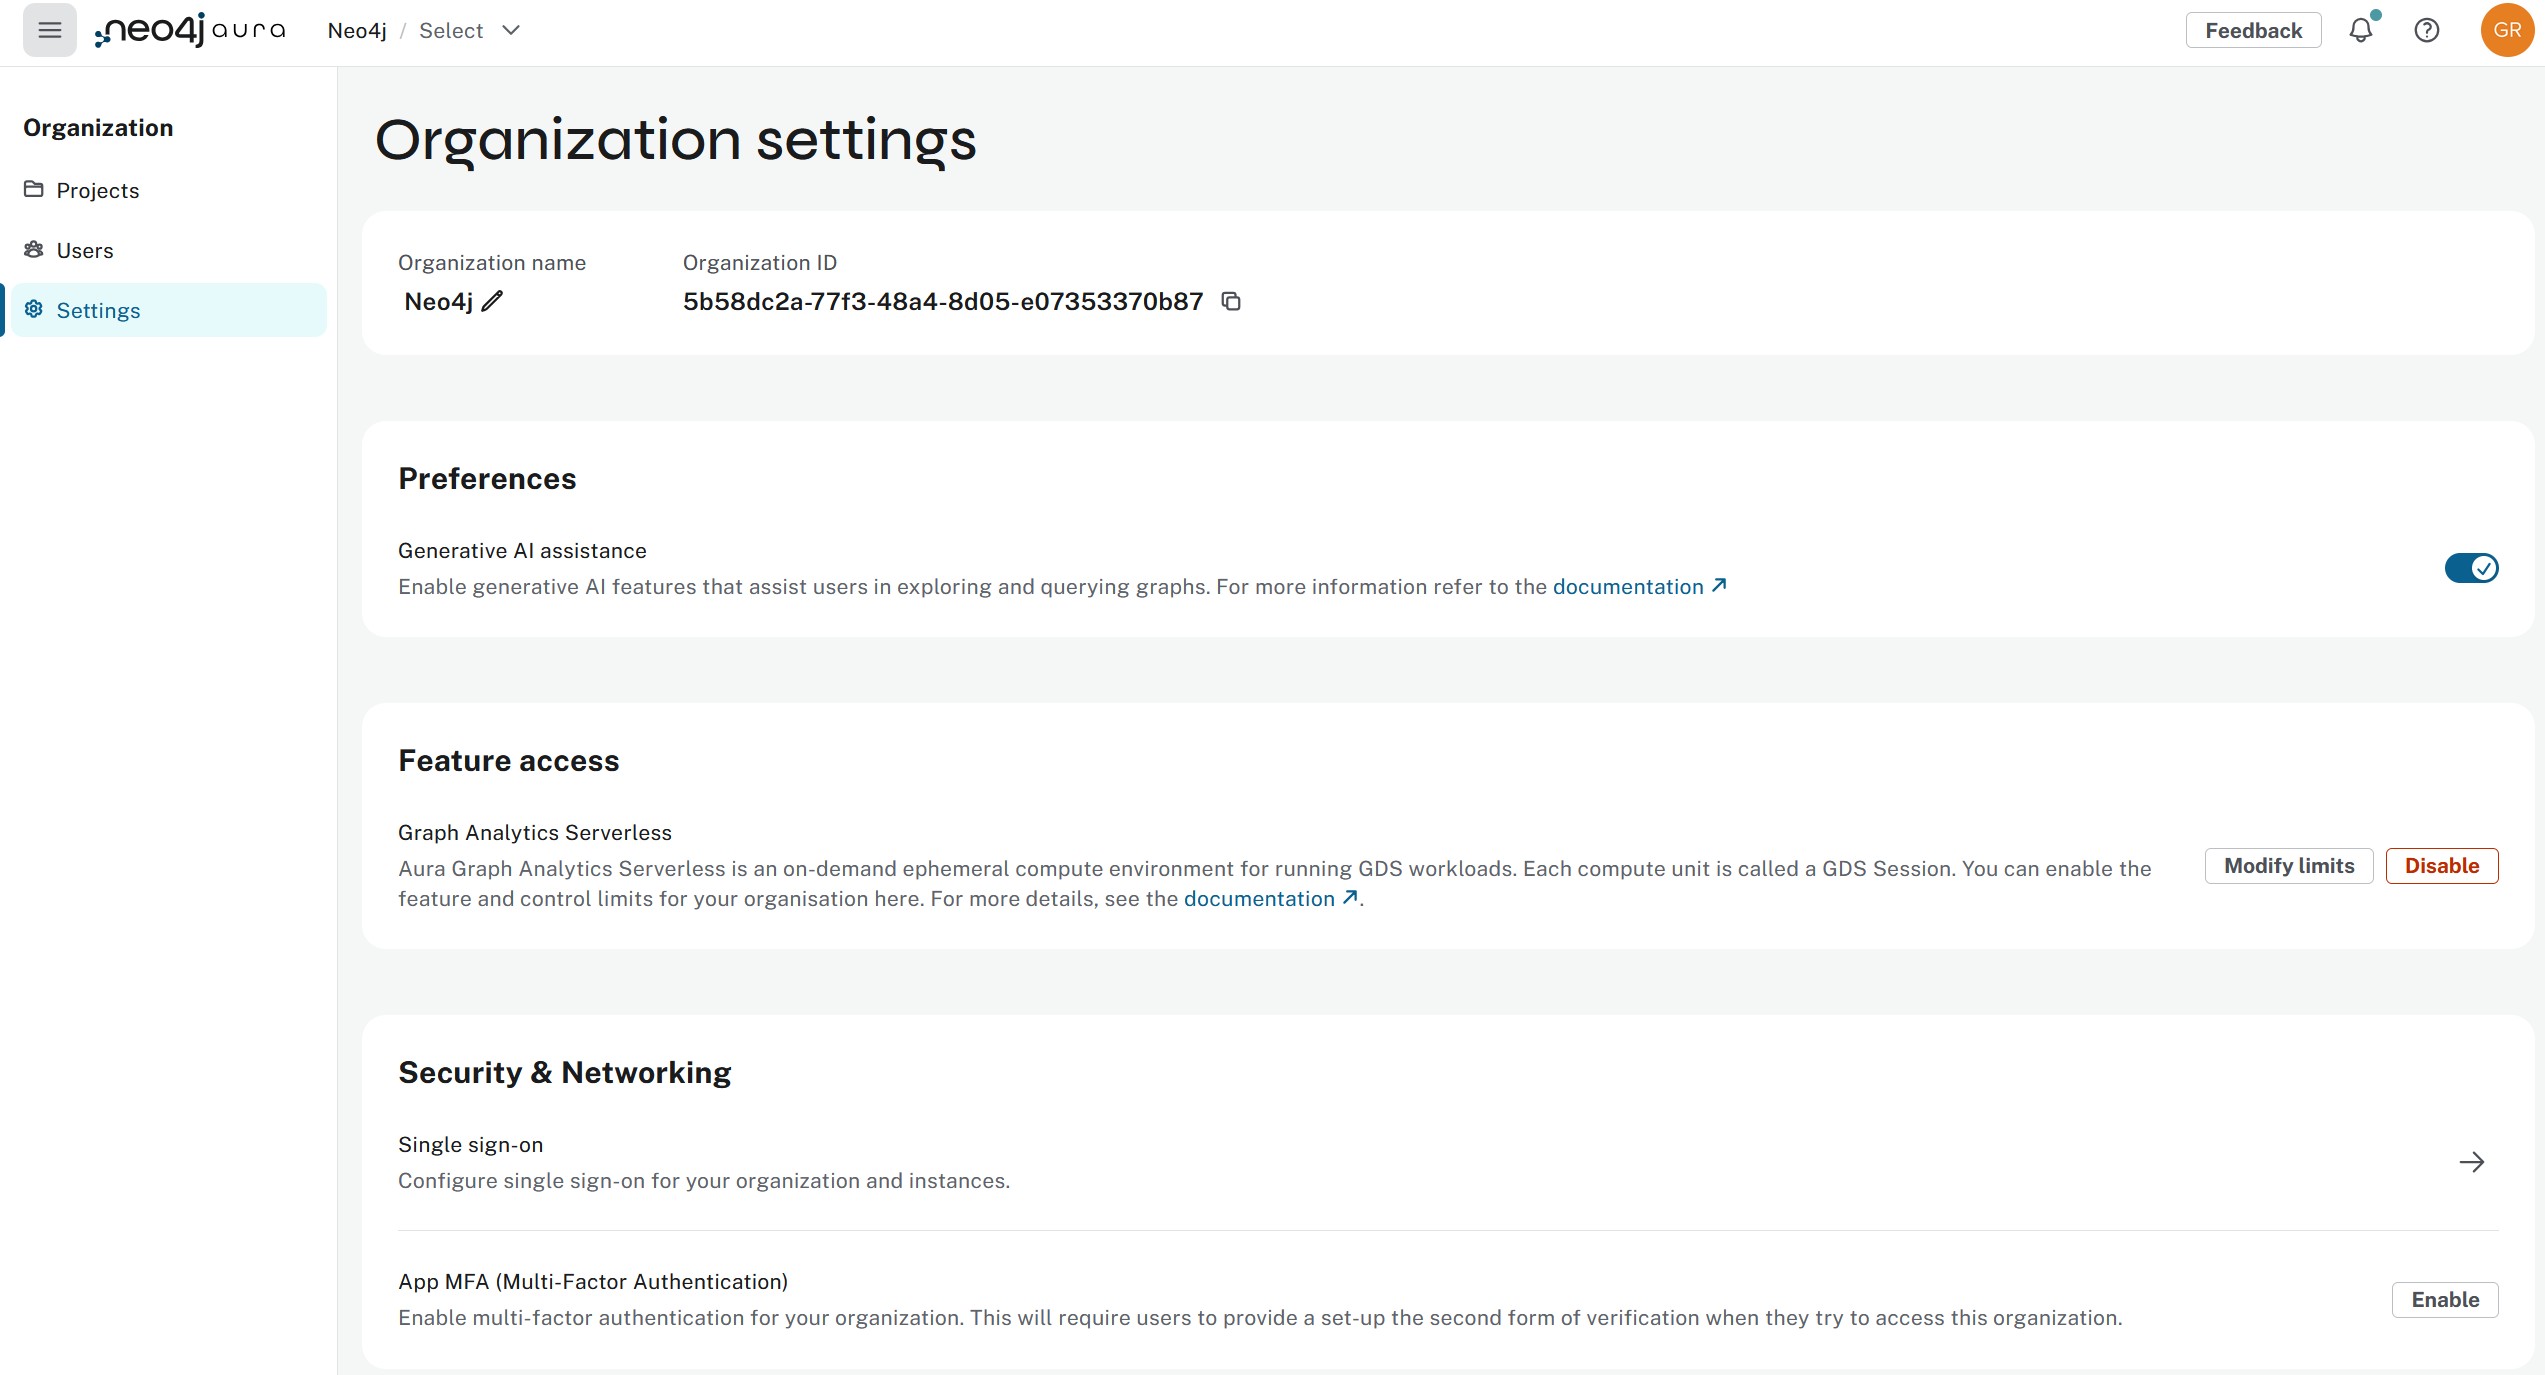 neo4j aura
Neo4j / Select
Feedback
GR
Organization
Projects
Users
Settings
Organization settings
Organization name
Neo4j
Organization ID
5b58dc2a-77f3-48a4-8d05-e07353370b87
Preferences
Generative AI assistance
Enable generative AI features that assist users in exploring and querying graphs. For more information refer to the documentation
Feature access
Graph Analytics Serverless
Aura Graph Analytics Serverless is an on-demand ephemeral compute environment for running GDS workloads. Each compute unit is called a GDS Session. You can enable the
feature and control limits for your organisation here. For more details, see the documentation .
Modify limits
Disable
Security & Networking
Single sign-on
Configure single sign-on for your organization and instances.
App MFA (Multi-Factor Authentication)
Enable multi-factor authentication for your organization. This will require users to provide a set-up the second form of verification when they try to access this organization.
Enable